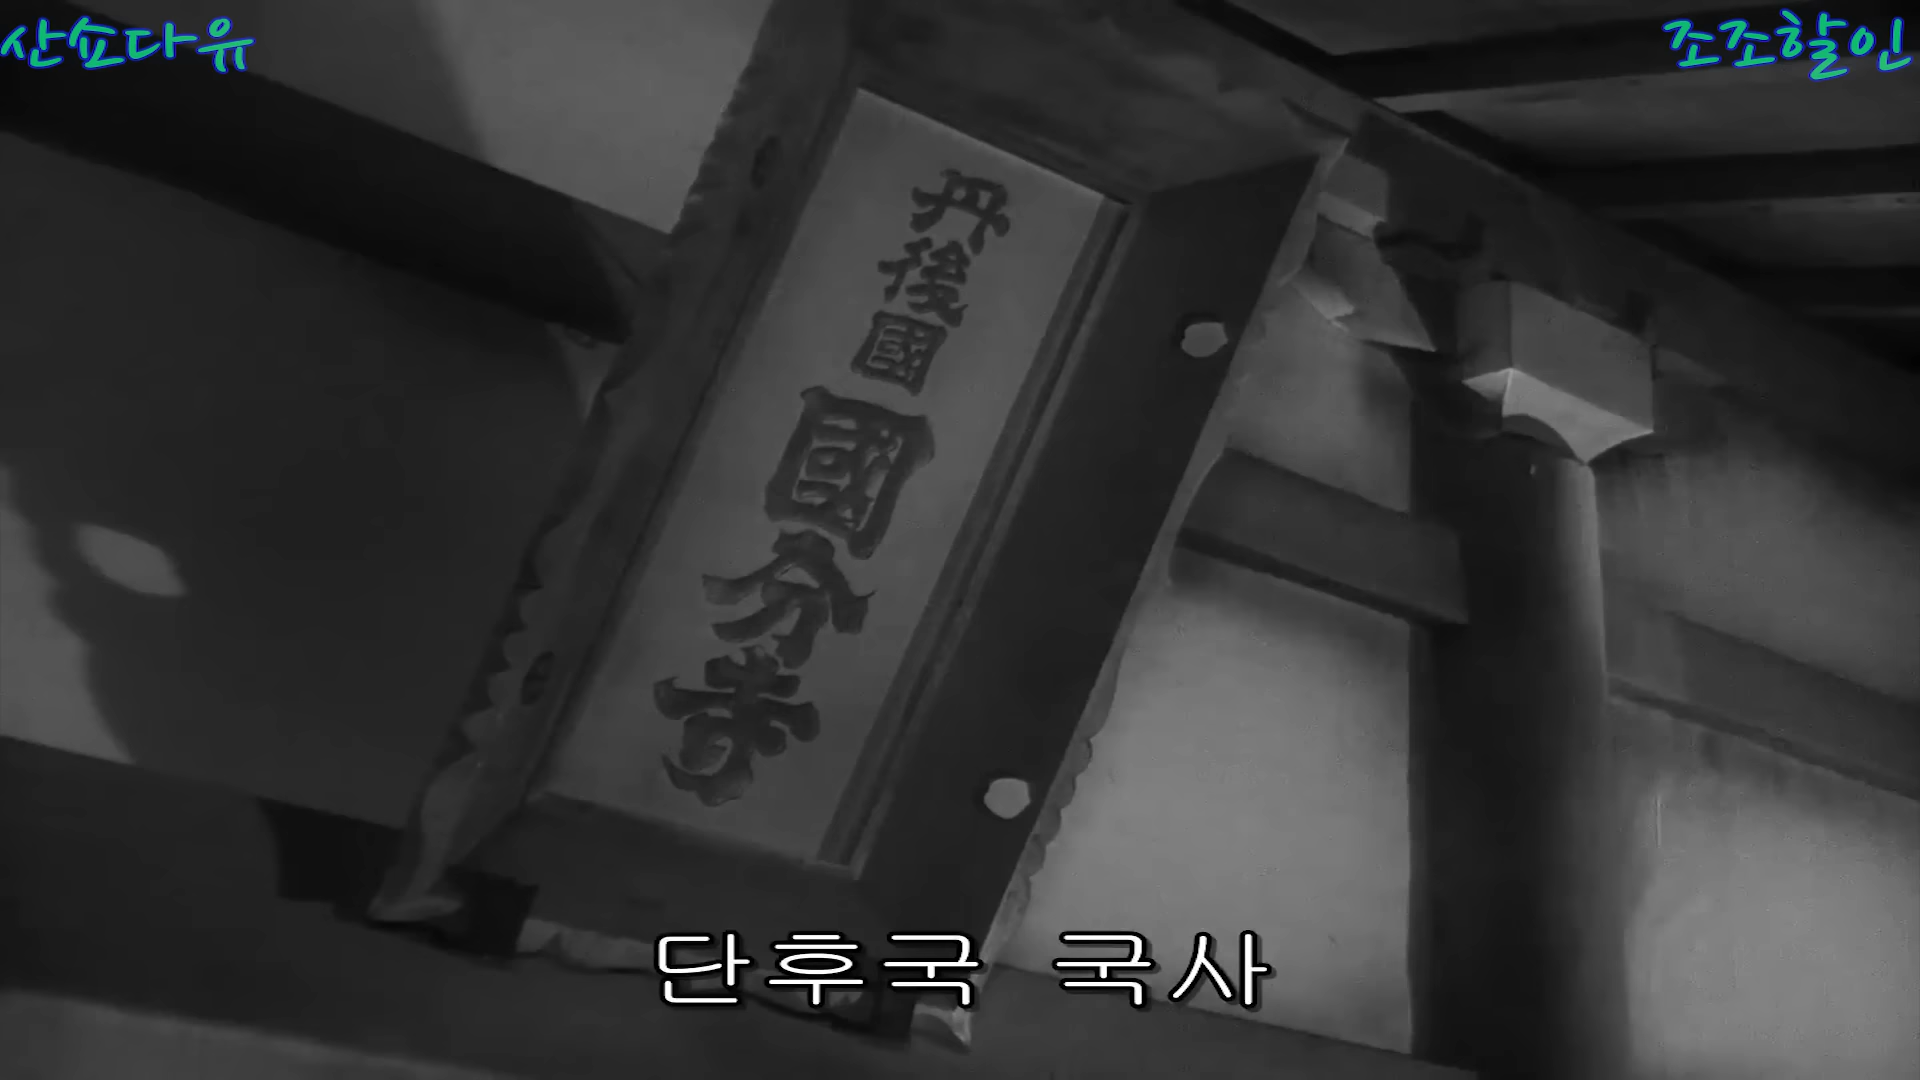 산쇼다유
조조할인
丹後國
國分寺
단후국 국사